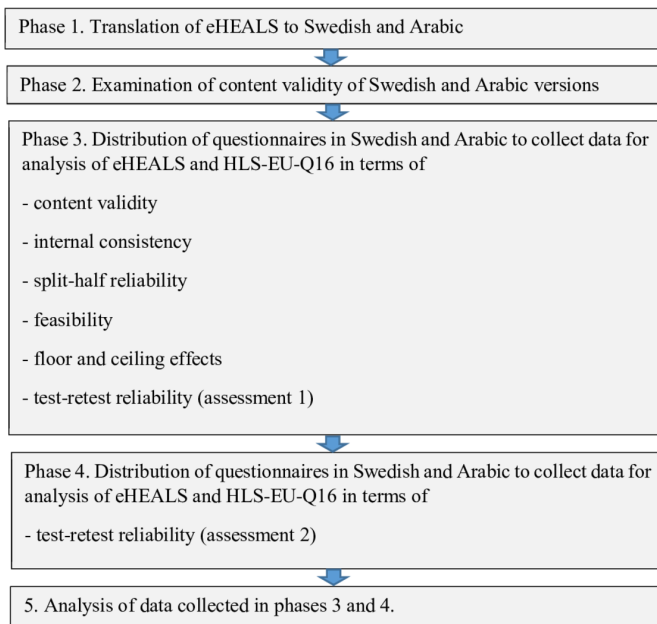 Phase 1. Translation of eHEALS to Swedish and Arabic
Phase 2. Examination of content validity of Swedish and Arabic versions
Phase 3. Distribution of questionnaires in Swedish and Arabic to collect data for
analysis of eHEALS and HLS-EU-Q16 in terms of
- content validity
- internal consistency
- split-half reliability
- feasibility
- floor and ceiling effects
- test-retest reliability (assessment 1)
Phase 4. Distribution of questionnaires in Swedish and Arabic to collect data for
analysis of eHEALS and HLS-EU-Q16 in terms of
- test-retest reliability (assessment 2)
5. Analysis of data collected in phases 3 and 4.